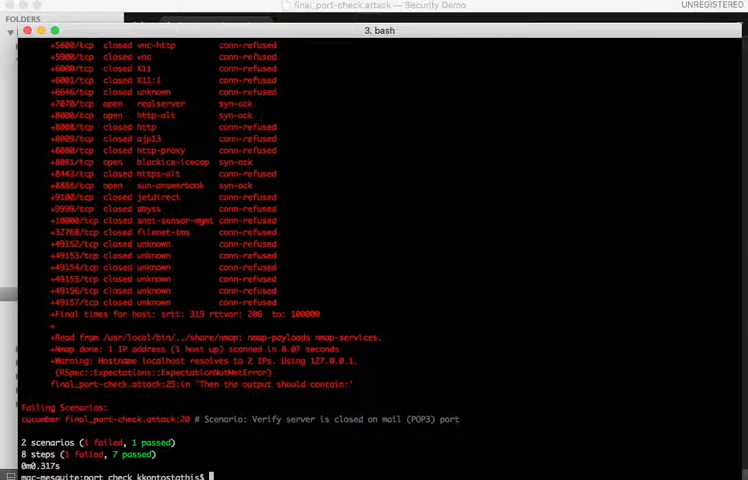 final_port-check.attack — Security Demo
UNREGISTERED
FOLDERS
3. bash
+5800/tcp closed vnc-http conn-refused
+5900/tcp closed vnc conn-refused
+6000/tcp closed X11 conn-refused
+6001/tcp closed X11:1 conn-refused
+6646/tcp closed unknown conn-refused
+7070/tcp open realserver syn-ack
+8000/tcp open http-alt syn-ack
+8008/tcp closed http conn-refused
+8009/tcp closed ajp13 conn-refused
+8080/tcp closed http-proxy conn-refused
+8081/tcp open blackice-icecap syn-ack
+8443/tcp closed https-alt conn-refused
+8888/tcp open sun-answerbook syn-ack
+9100/tcp closed jetdirect conn-refused
+9999/tcp closed abyss conn-refused
+10000/tcp closed snet-sensor-mgmt conn-refused
+32768/tcp closed filenet-tms conn-refused
+49152/tcp closed unknown conn-refused
+49153/tcp closed unknown conn-refused
+49154/tcp closed unknown conn-refused
+49155/tcp closed unknown conn-refused
+49156/tcp closed unknown conn-refused
+49157/tcp closed unknown conn-refused
+Final times for host: srtt: 319 rttvar: 206 to: 100000
+
+Read from /usr/local/bin/../share/nmap: nmap-payloads nmap-services.
+Nmap done: 1 IP address (1 host up) scanned in 0.07 seconds
+Warning: Hostname localhost resolves to 2 IPs. Using 127.0.0.1.
(RSpec::Expectations::ExpectationNotMetError)
final_port-check.attack:25:in `Then the output should contain:'
Failing Scenarios:
cucumber final_port-check.attack:20 # Scenario: Verify server is closed on mail (POP3) port
2 scenarios (1 failed, 1 passed)
8 steps (1 failed, 7 passed)
0m0.317s
mac-mesquite:port_check kkontostathis$